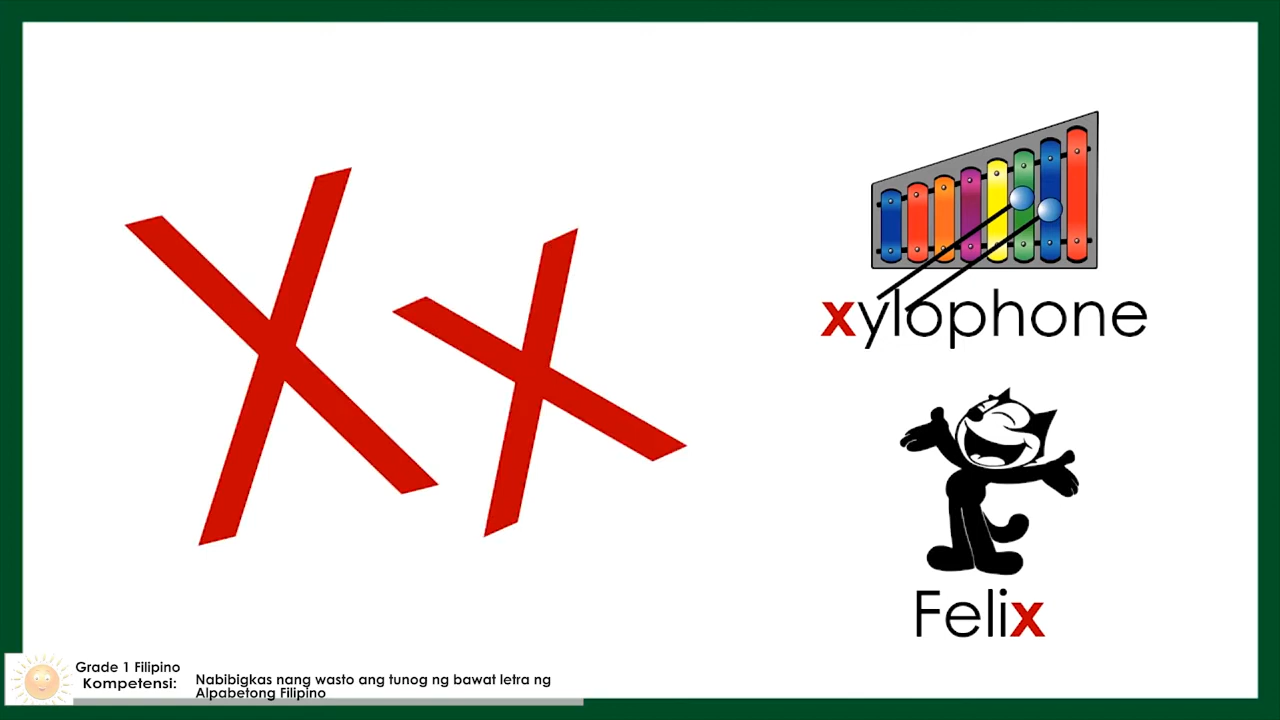 Xx
xylophone
Felix
Grade 1 Filipino
Kompetensi:
Nabibigkas nang wasto ang tunog ng bawat letra ng
Alpabetong Filipino